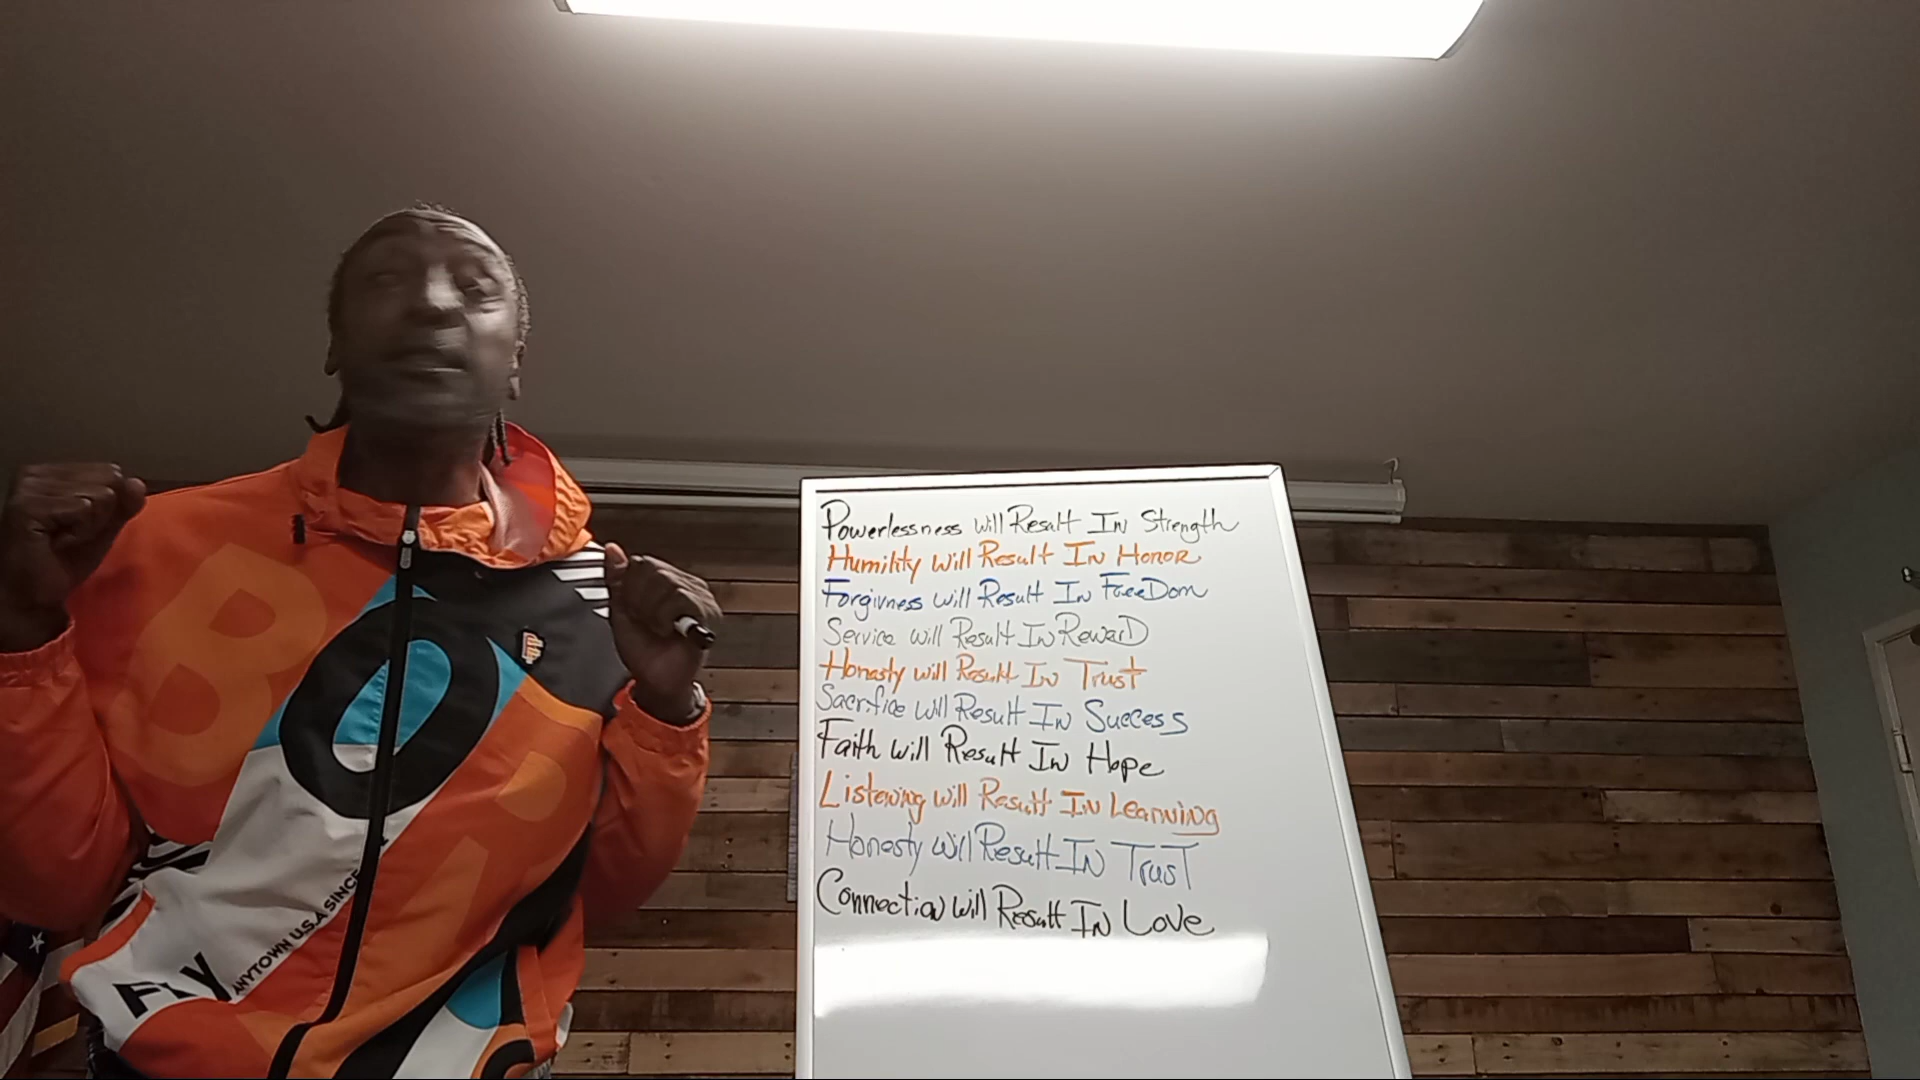 Powerlessness Will Result In Strength
Humility Will Result In Honor
Forgivness Will Result In FreeDom
Service Will Result In RewarD
Honesty Will Result In Trust
Sacrifice Will Result In Success
Faith Will Result In Hope
Listening Will Result In Learning
Honesty Will Result In Trust
Connection Will Result In Love
BO
FLY
ANYTOWN U.S.A SINCE